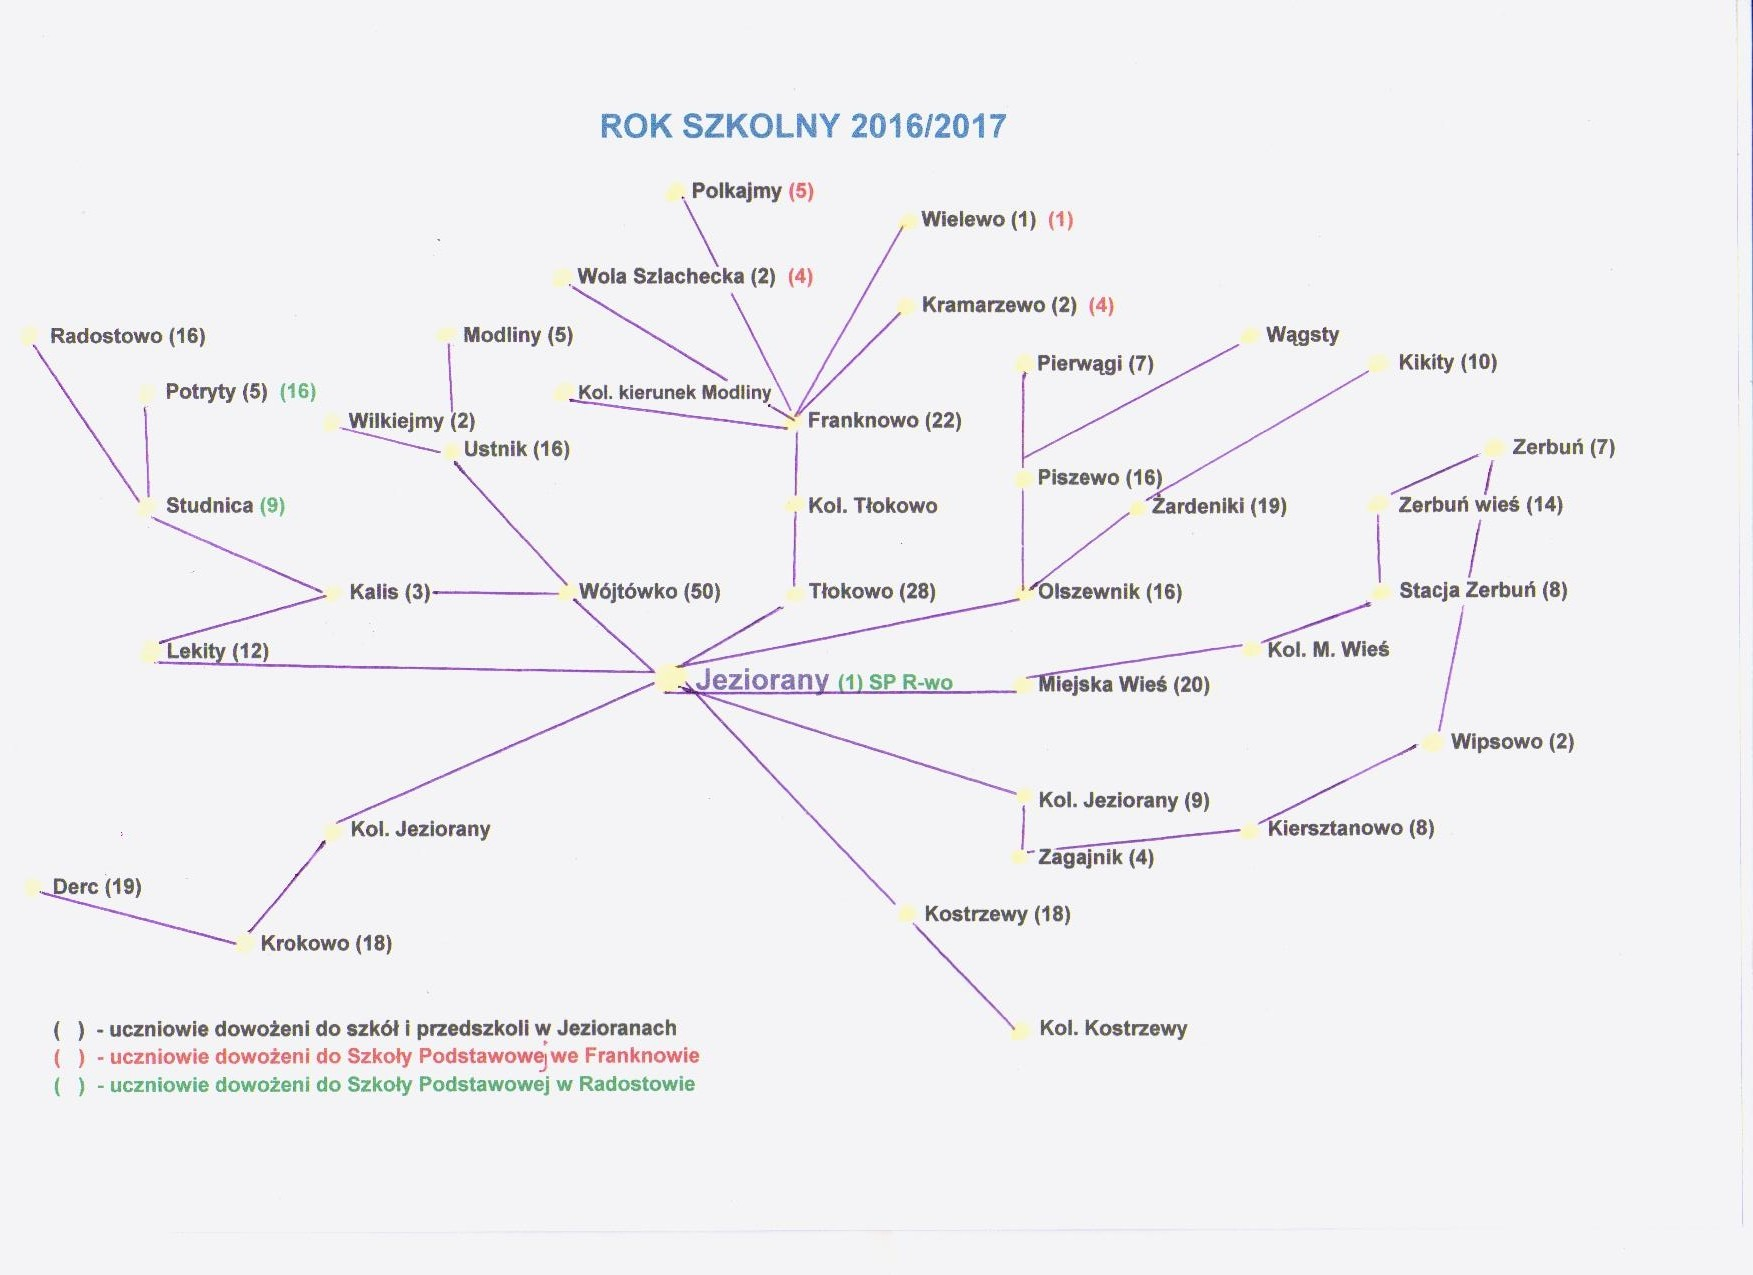 ROK SZKOLNY 2016/2017
Polkajmy (5)
Wielewo (1) (1)
Wola Szlachecka (2) (4)
Kramarzewo (2) (4)
Radostowo (16)
Modliny (5)
Wągsty
Pierwągi (7)
Kikity (10)
Potryty (5) (16)
Kol. kierunek Modliny
Wilkiejmy (2)
Franknowo (22)
Ustnik (16)
Zerbuń (7)
Piszewo (16)
Studnica (9)
Kol. Tłokowo
Żardeniki (19)
Zerbuń wieś (14)
Kalis (3)
Wójtówko (50)
Tłokowo (28)
Olszewnik (16)
Stacja Zerbuń (8)
Lekity (12)
Kol. M. Wieś
Jeziorany (1) SP R-wo
Miejska Wieś (20)
Wipsowo (2)
Kol. Jeziorany (9)
Kol. Jeziorany
Kiersztanowo (8)
Zagajnik (4)
Derc (19)
Kostrzewy (18)
Krokowo (18)
Kol. Kostrzewy
( ) - uczniowie dowożeni do szkół i przedszkoli w Jezioranach
( ) - uczniowie dowożeni do Szkoły Podstawowej we Franknowie
( ) - uczniowie dowożeni do Szkoły Podstawowej w Radostowie